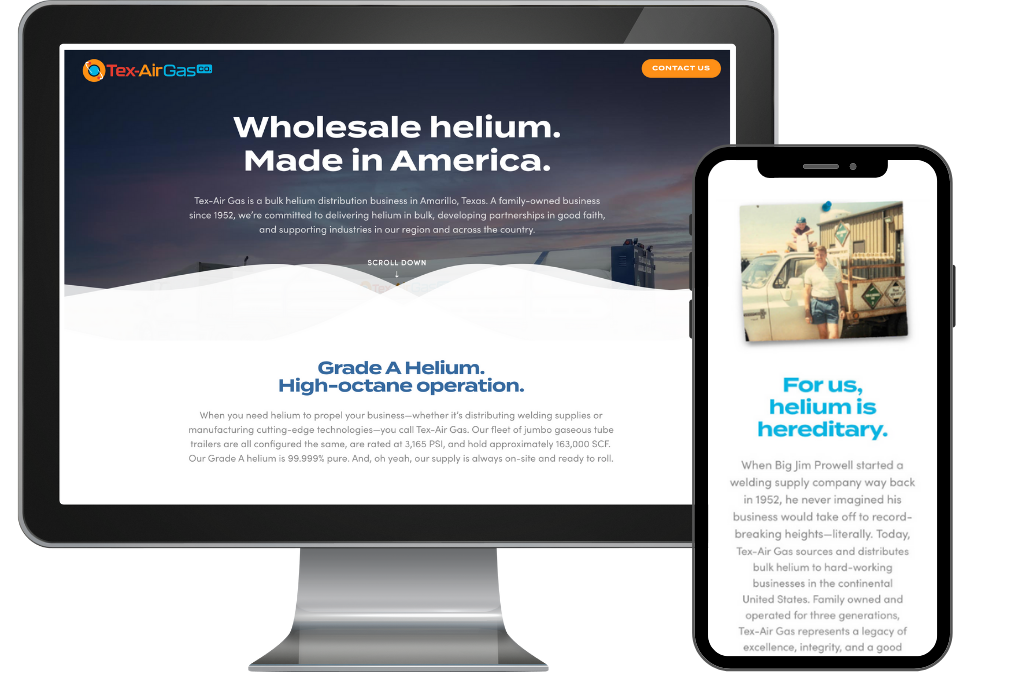 Tex-AirGas CO.
CONTACT US
Wholesale helium.
Made in America.
Tex-Air Gas is a bulk helium distribution business in Amarillo, Texas. A family-owned business
since 1952, we're committed to delivering helium in bulk, developing partnerships in good faith,
and supporting industries in our region and across the country.
SCROLL DOWN
↓
Grade A Helium.
High-octane operation.
When you need helium to propel your business—whether it's distributing welding supplies or
manufacturing cutting-edge technologies—you call Tex-Air Gas. Our fleet of jumbo gaseous tube
trailers are all configured the same, are rated at 3,165 PSI, and hold approximately 163,000 SCF.
Our Grade A helium is 99.999% pure. And, oh yeah, our supply is always on-site and ready to roll.
For us,
helium is
hereditary.
When Big Jim Prowell started a
welding supply company way back
in 1952, he never imagined his
business would take off to record-
breaking heights—literally. Today,
Tex-Air Gas sources and distributes
bulk helium to hard-working
businesses in the continental
United States. Family owned and
operated for three generations,
Tex-Air Gas represents a legacy of
excellence, integrity, and a good